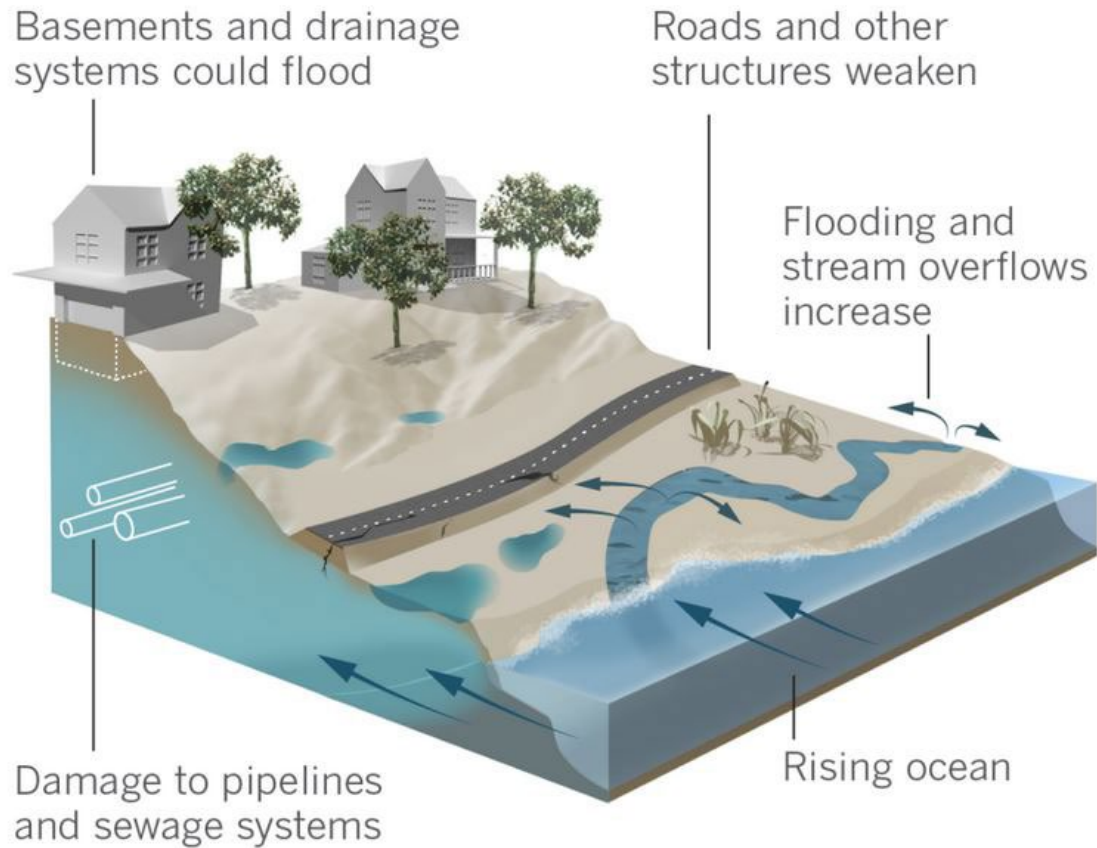 Basements and drainage
systems could flood
Roads and other
structures weaken
Flooding and
stream overflows
increase
Damage to pipelines
and sewage systems
Rising ocean